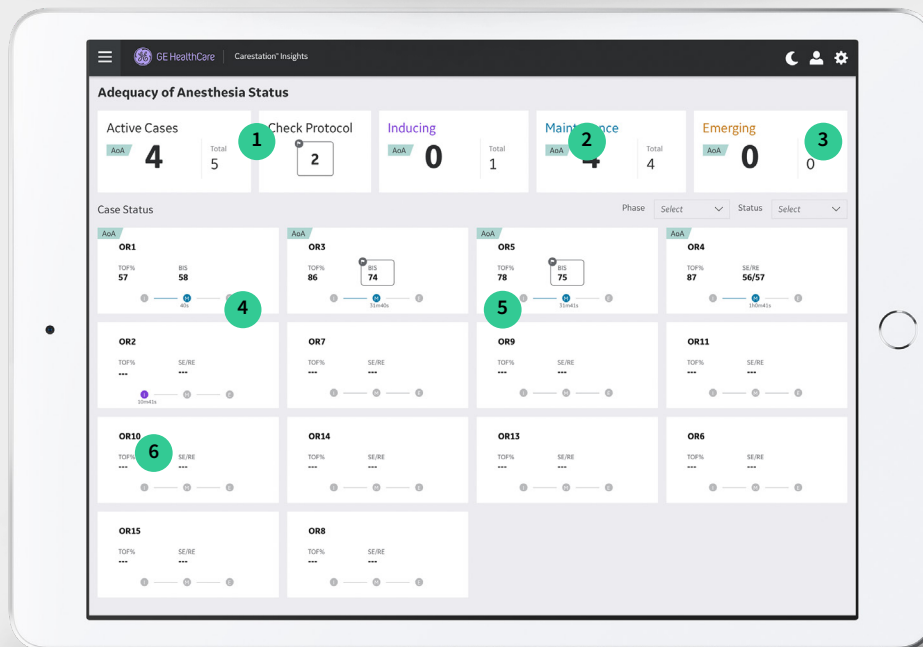 GE HealthCare Carestation™ Insights
Adequacy of Anesthesia Status
Active Cases
AoA 4 Total 5
1
Check Protocol
2
Inducing
AoA 0 Total 1
2
AoA 4 Total 4
Emerging
AoA 0 0
3
Case Status
Phase Select Status Select
AoA
OR1
TOF% BIS
57 58
M
40s
4
AoA
OR3
TOF% BIS
86 74
I M E
31m40s
AoA
OR5
TOF% BIS
78 75
I M E
31m41s
5
AoA
OR4
TOF% SE/RE
87 56/57
I M E
1h0m41s
OR2
TOF% SE/RE
--- ---
I M E
10m41s
OR7
TOF% SE/RE
--- ---
I M E
OR9
TOF% SE/RE
--- ---
I M E
OR11
TOF% SE/RE
--- ---
I M E
OR10
TOF% SE/RE
--- ---
I M E
6
OR14
TOF% SE/RE
--- ---
I M E
OR13
TOF% SE/RE
--- ---
I M E
OR6
TOF% SE/RE
--- ---
I M E
OR15
TOF% SE/RE
--- ---
I M E
OR8
TOF% SE/RE
--- ---
I M E